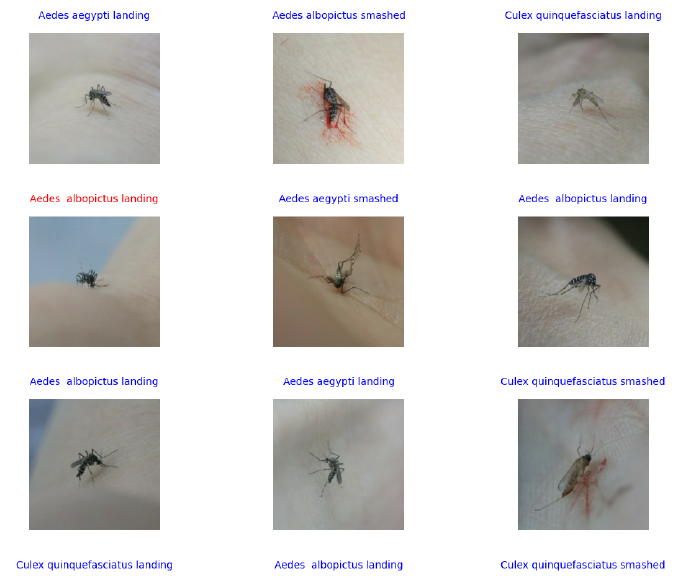 Aedes aegypti landing
Aedes albopictus smashed
Culex quinquefasciatus landing
Aedes  albopictus landing
Aedes aegypti smashed
Aedes  albopictus landing
Aedes  albopictus landing
Aedes aegypti landing
Culex quinquefasciatus smashed
Culex quinquefasciatus landing
Aedes  albopictus landing
Culex quinquefasciatus smashed